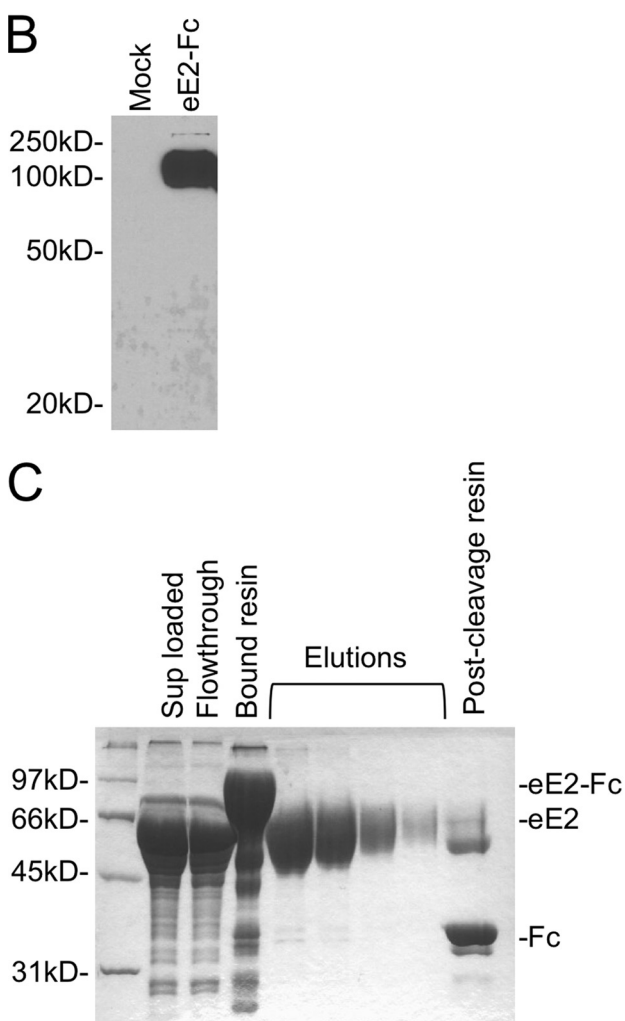 B
Mock
eE2-Fc
250kD-
100kD-
50kD-
20kD-
C
Sup loaded
Flowthrough
Bound resin
Elutions
Post-cleavage resin
97kD-
66kD-
45kD-
31kD-
-eE2-Fc
-eE2
-Fc